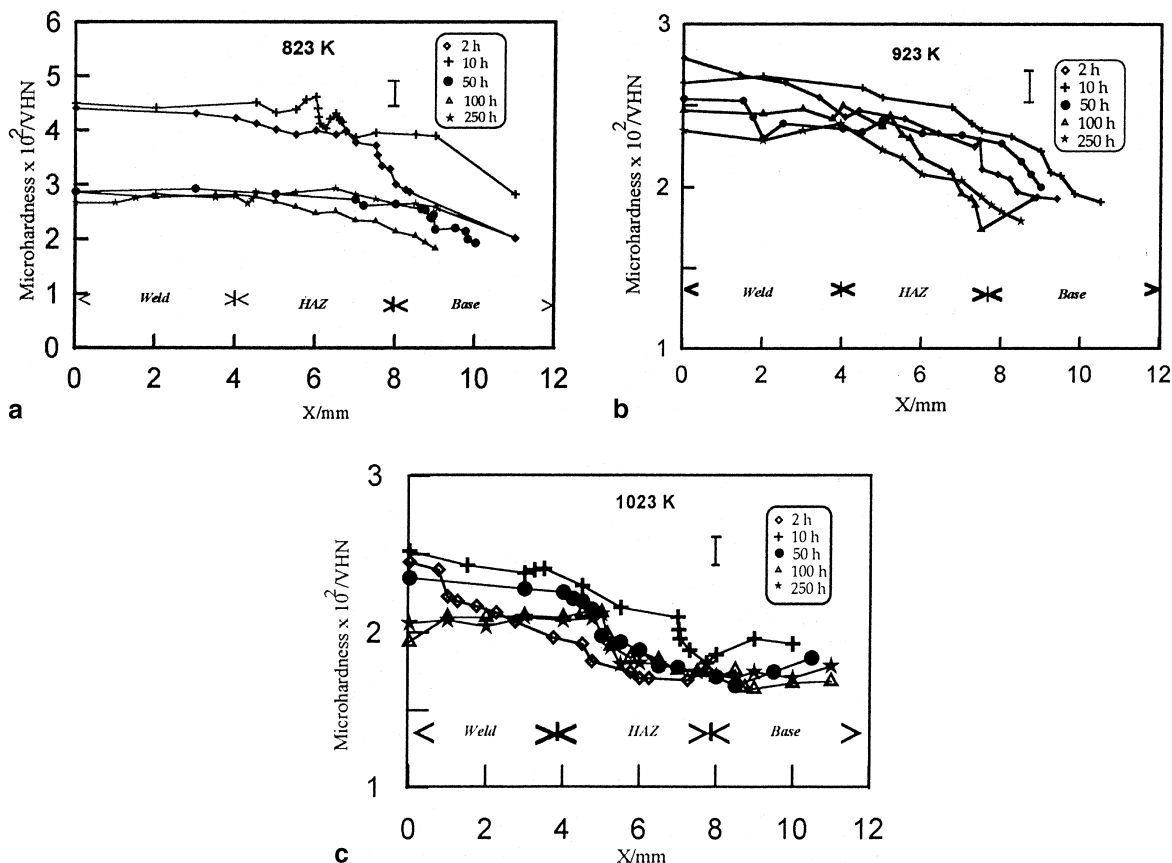 6
5
4
3
2
1
0
Microhardness x 10²/VHN
823 K
2 h
10 h
50 h
100 h
250 h
Weld
HAZ
Base
0 2 4 6 8 10 12
X/mm
a
3
2
1
Microhardness x 10²/VHN
923 K
2 h
10 h
50 h
100 h
250 h
Weld
HAZ
Base
0 2 4 6 8 10 12
X/mm
b
3
2
1
Microhardness x 10²/VHN
1023 K
2 h
10 h
50 h
100 h
250 h
Weld
HAZ
Base
0 2 4 6 8 10 12
X/mm
c